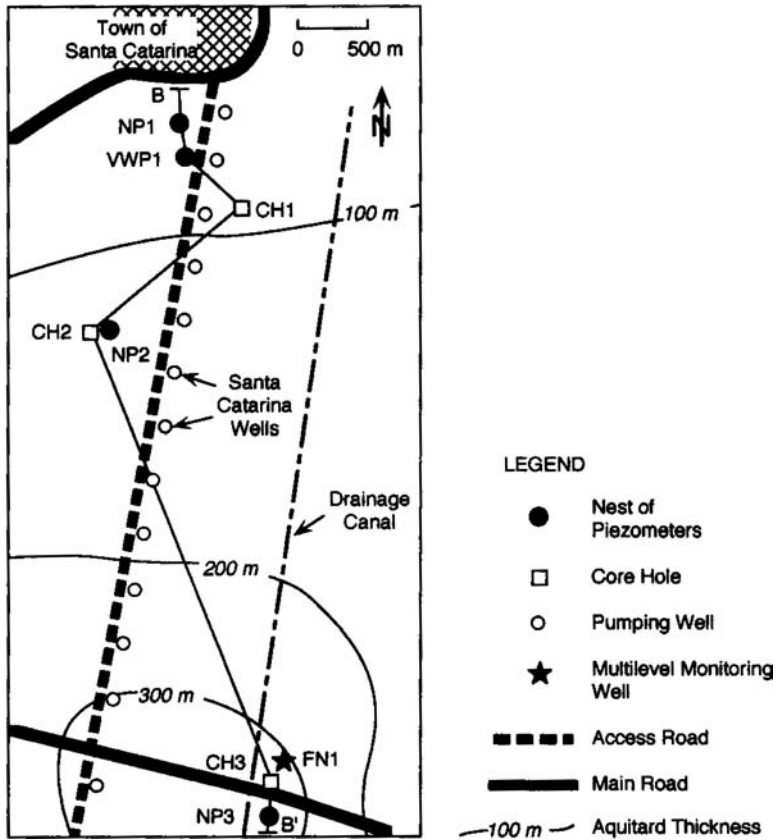 Town of
Santa Catarina
0 500 m
N
B
NP1
VWP1
CH1
100 m
CH2
NP2
Santa
Catarina
Wells
Drainage
Canal
200 m
300 m
CH3
FN1
NP3
B'
LEGEND
Nest of
Piezometers
Core Hole
Pumping Well
Multilevel Monitoring
Well
Access Road
Main Road
100 m
Aquitard Thickness